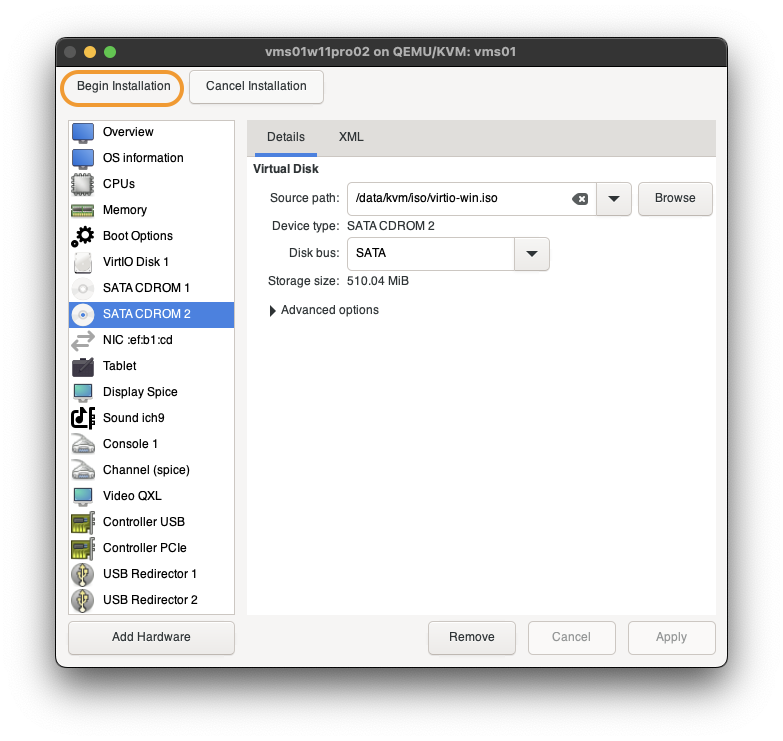 vms01w11pro02 on QEMU/KVM: vms01
Begin Installation
Cancel Installation
Overview
OS information
CPUs
Memory
Boot Options
VirtIO Disk 1
SATA CDROM 1
SATA CDROM 2
NIC :ef:b1:cd
Tablet
Display Spice
Sound ich9
Console 1
Channel (spice)
Video QXL
Controller USB
Controller PCIe
USB Redirector 1
USB Redirector 2
Add Hardware
Details
XML
Virtual Disk
Source path: /data/kvm/iso/virtio-win.iso
Browse
Device type: SATA CDROM 2
Disk bus: SATA
Storage size: 510.04 MiB
Advanced options
Remove
Cancel
Apply